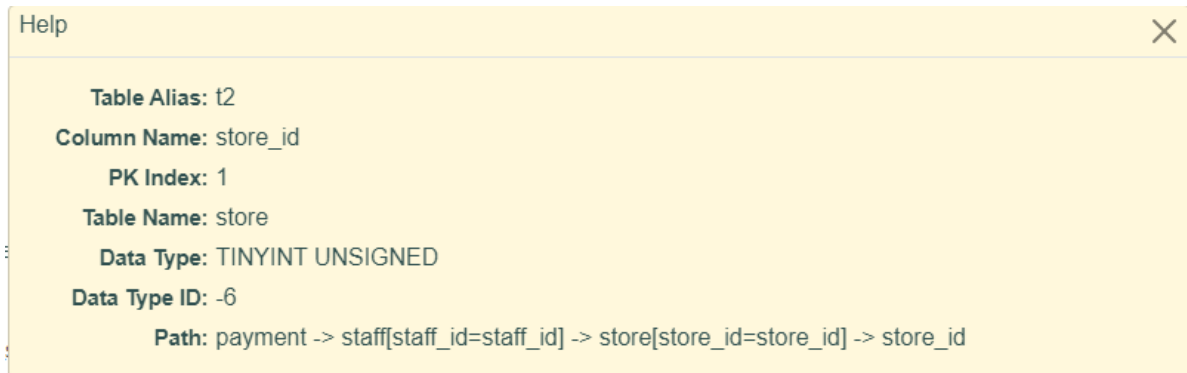 Help
Table Alias: t2
Column Name: store_id
PK Index: 1
Table Name: store
Data Type: TINYINT UNSIGNED
Data Type ID: -6
Path: payment -> staff[staff_id=staff_id] -> store[store_id=store_id] -> store_id